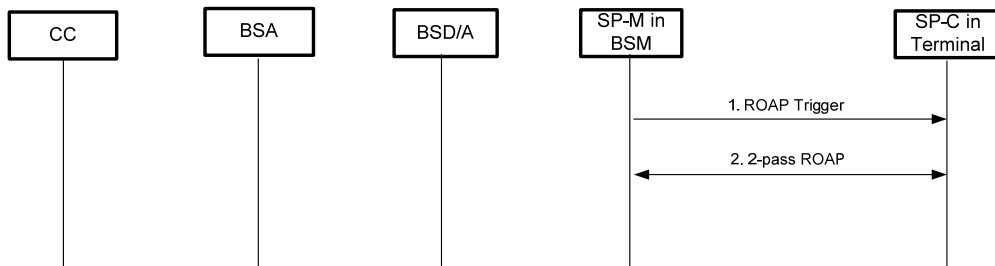 CC
BSA
BSD/A
SP-M in
BSM
SP-C in
Terminal
1. ROAP Trigger
2. 2-pass ROAP